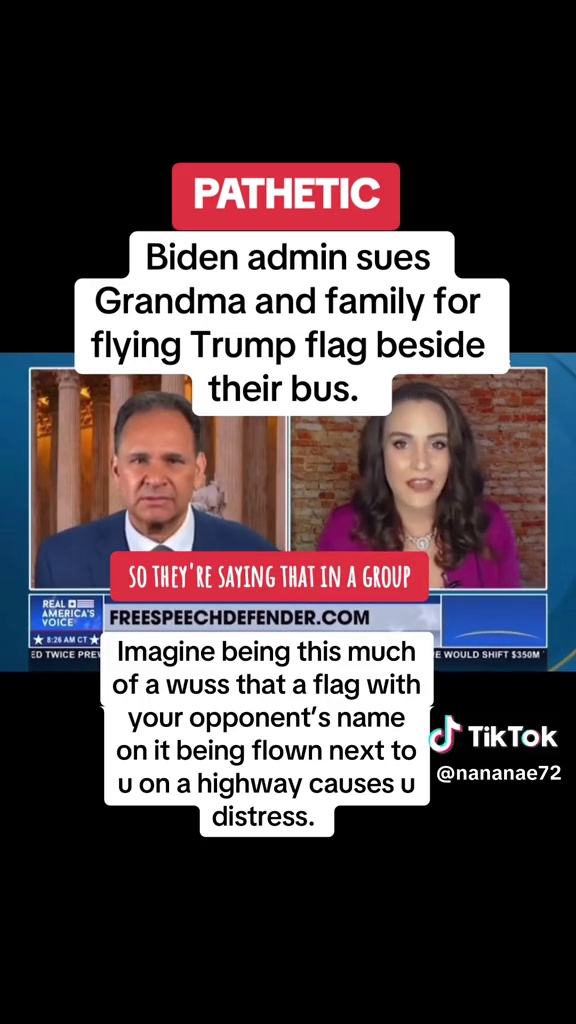 PATHETIC
Biden admin sues
Grandma and family for
flying Trump flag beside
their bus.
SO THEY'RE SAYING THAT IN A GROUP
REAL
AMERICA'S
VOICE
FREESPEECHDEFENDER.COM
8:26 AM CT
ED TWICE PRE
E WOULD SHIFT $350M
Imagine being this much
of a wuss that a flag with
your opponent’s name
on it being flown next to
u on a highway causes u
distress.
TikTok
@nananae72